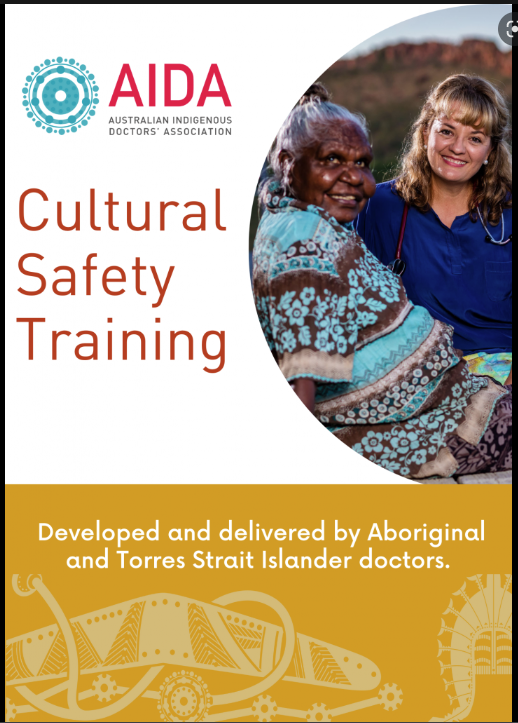 AIDA
AUSTRALIAN INDIGENOUS
DOCTORS' ASSOCIATION
Cultural
Safety
Training
Developed and delivered by Aboriginal
and Torres Strait Islander doctors.